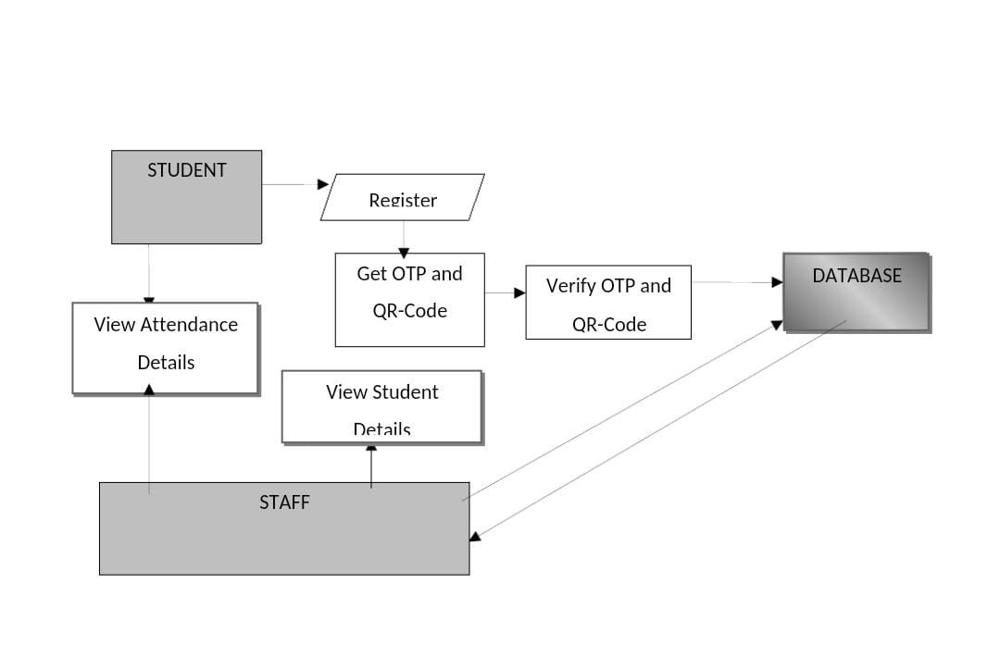 STUDENT
Register
Get OTP and
QR-Code
Verify OTP and
QR-Code
DATABASE
View Attendance
Details
View Student
Details
STAFF